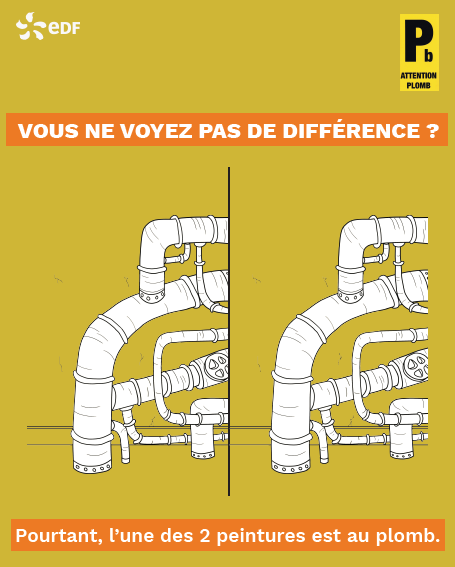 eDF
Pb
ATTENTION
PLOMB
VOUS NE VOYEZ PAS DE DIFFÉRENCE ?
Pourtant, l’une des 2 peintures est au plomb.